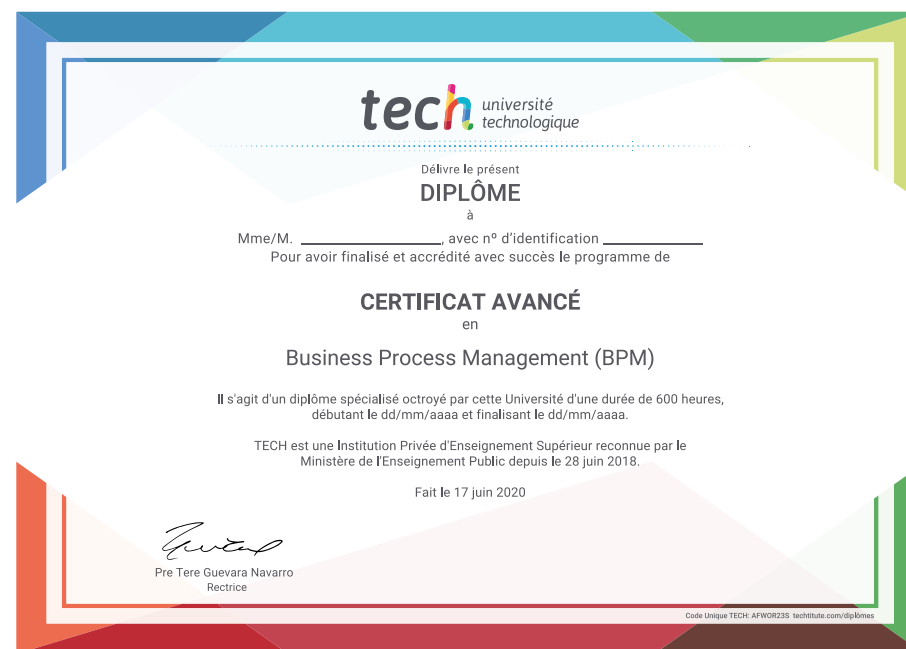 tech université
technologique
Délivre le présent
DIPLÔME
à
Mme/M. ____________________, avec nº d'identification ______________
Pour avoir finalisé et accrédité avec succès le programme de
CERTIFICAT AVANCÉ
en
Business Process Management (BPM)
Il s'agit d'un diplôme spécialisé octroyé par cette Université d'une durée de 600 heures,
débutant le dd/mm/aaaa et finalisant le dd/mm/aaaa.
TECH est une Institution Privée d'Enseignement Supérieur reconnue par le
Ministère de l'Enseignement Public depuis le 28 juin 2018.
Fait le 17 juin 2020
Pre Tere Guevara Navarro
Rectrice
Code Unique TECH: AFWOR23S techtitute.com/diplômes